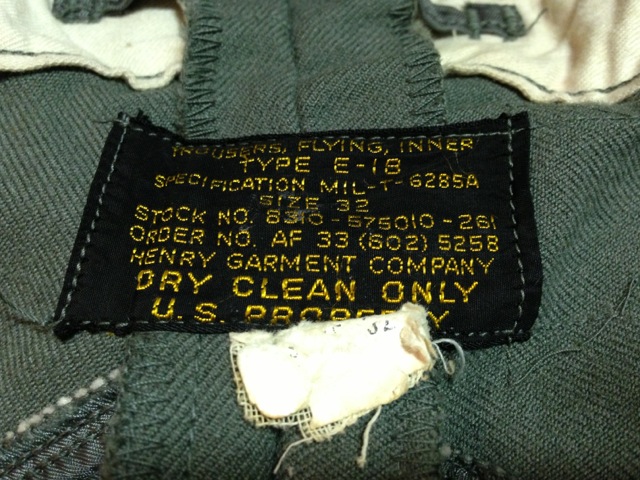 TROUSERS, FLYING, INNER
TYPE E-1B
SPECIFICATION MIL-T-6285A
SIZE 32
STOCK NO. 8310-575010-261
ORDER NO. AF 33 (602) 5258
HENRY GARMENT COMPANY
DRY CLEAN ONLY
U.S. PROPERTY
32